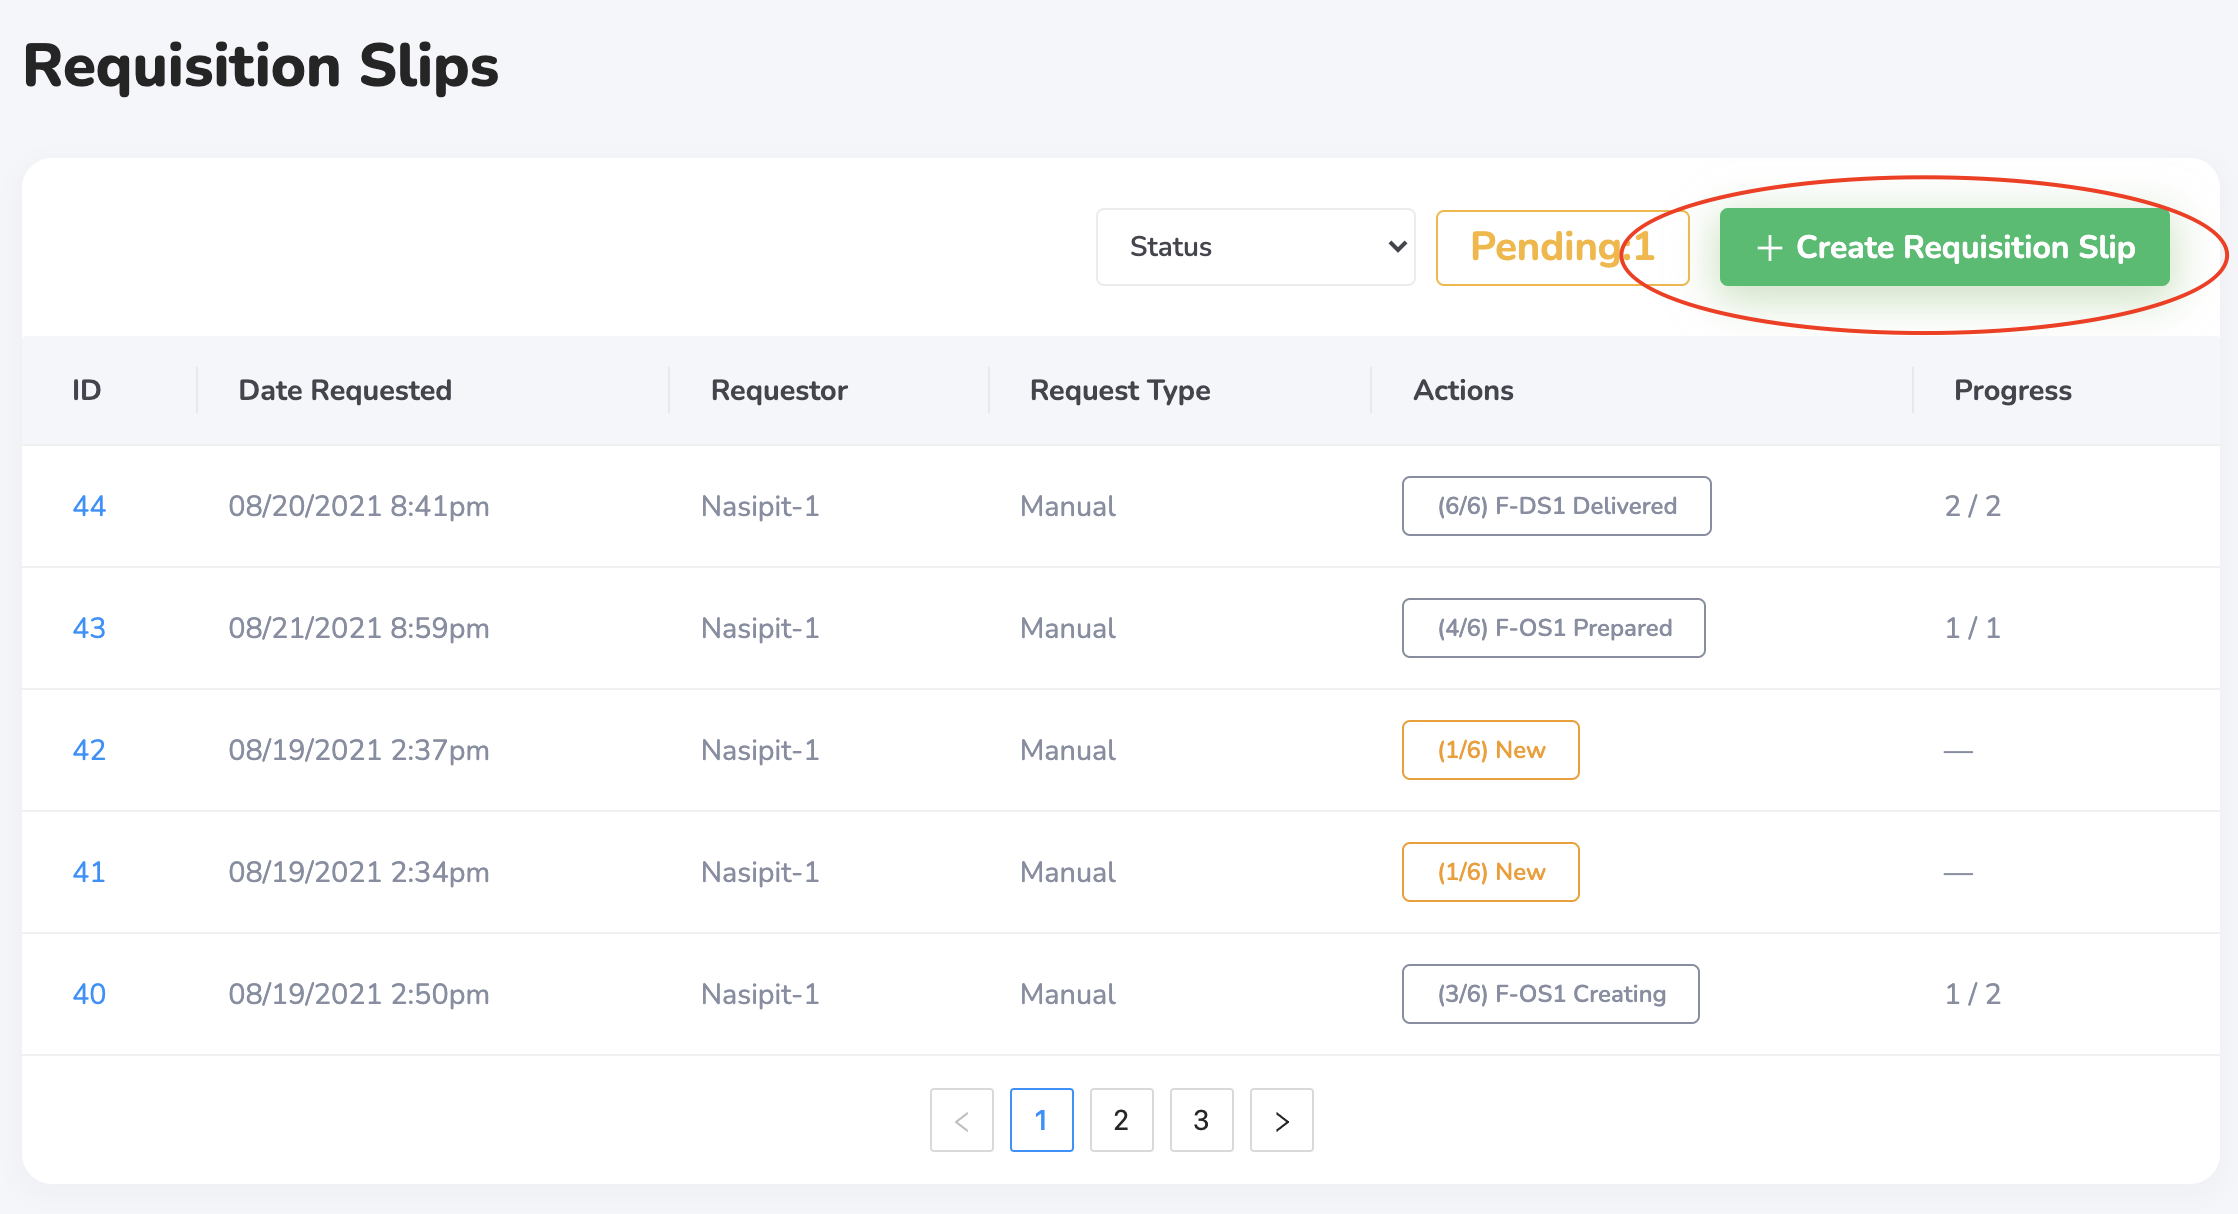 Requisition Slips
Status Pending:1 + Create Requisition Slip
ID Date Requested Requestor Request Type Actions Progress
44 08/20/2021 8:41pm Nasipit-1 Manual (6/6) F-DS1 Delivered 2 / 2
43 08/21/2021 8:59pm Nasipit-1 Manual (4/6) F-OS1 Prepared 1 / 1
42 08/19/2021 2:37pm Nasipit-1 Manual (1/6) New —
41 08/19/2021 2:34pm Nasipit-1 Manual (1/6) New —
40 08/19/2021 2:50pm Nasipit-1 Manual (3/6) F-OS1 Creating 1 / 2
< 1 2 3 >